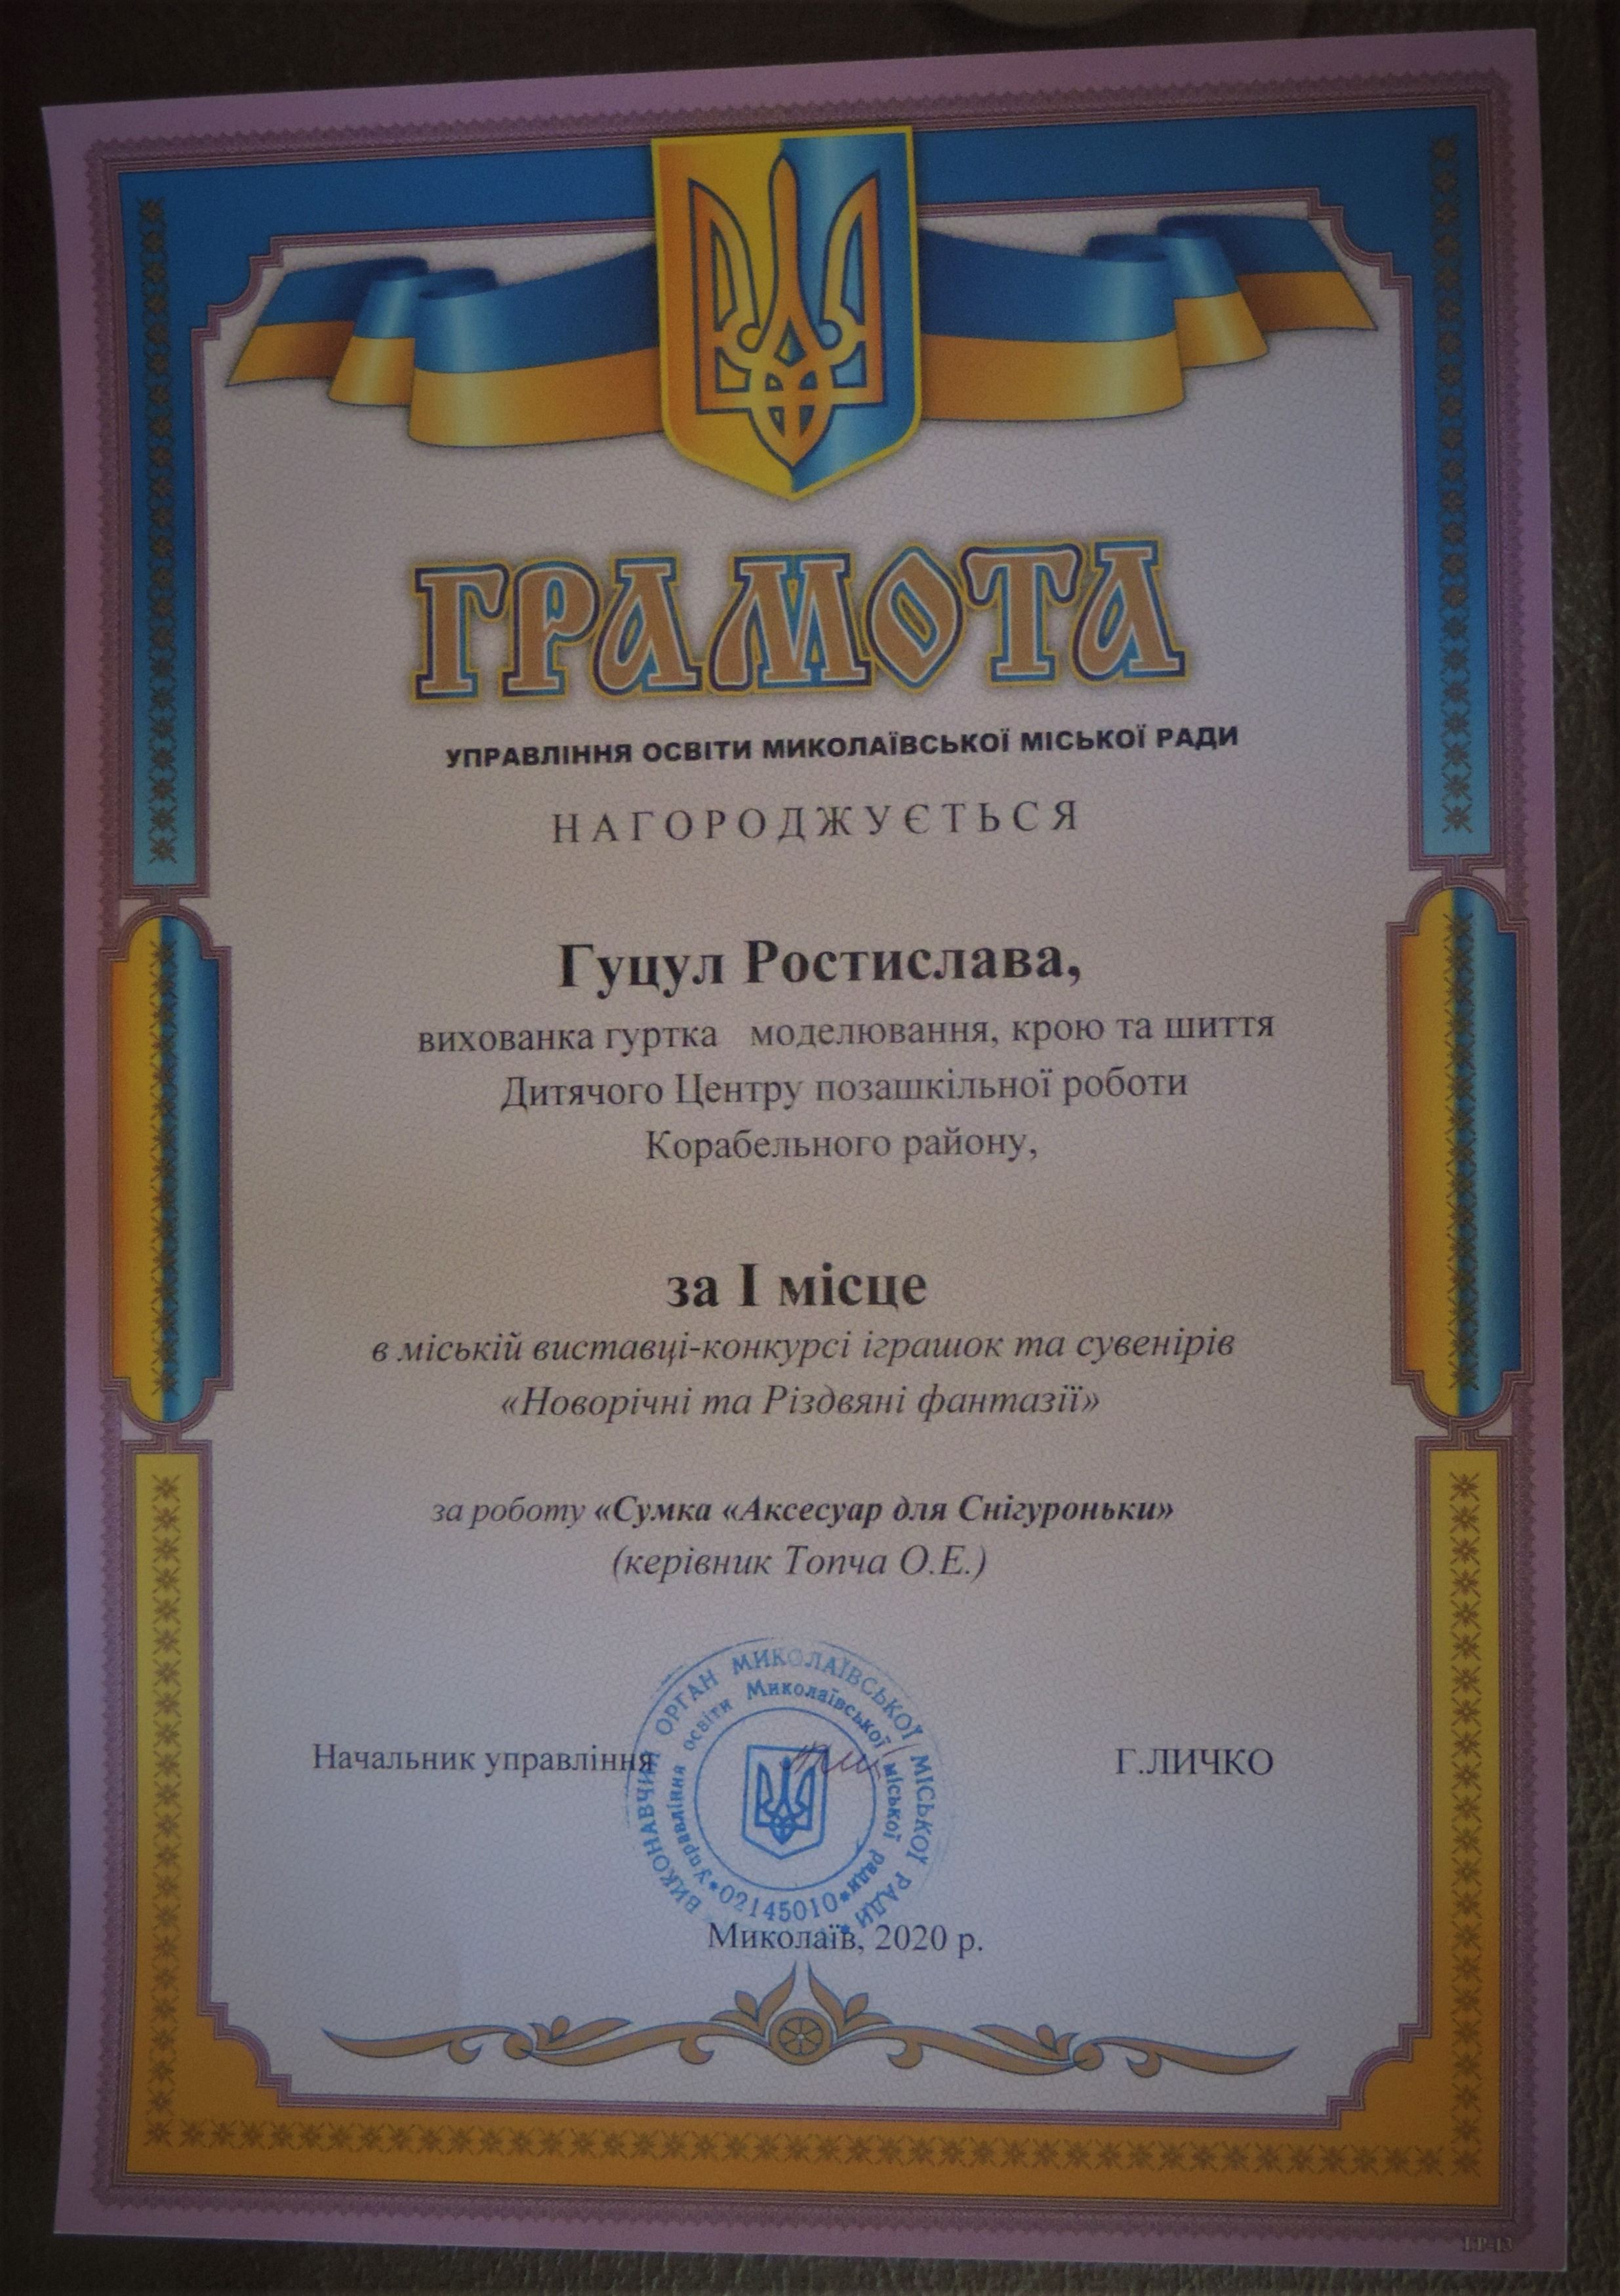 ГРАМОТА
УПРАВЛІННЯ ОСВІТИ МИКОЛАЇВСЬКОЇ МІСЬКОЇ РАДИ
НАГОРОДЖУЄТЬСЯ
Гуцул Ростислава,
вихованка гуртка моделювання, крою та шиття
Дитячого Центру позашкільної роботи
Корабельного району,
за І місце
в міській виставці-конкурсі іграшок та сувенірів
«Новорічні та Різдвяні фантазії»
за роботу «Сумка «Аксесуар для Снігуроньки»
(керівник Топча О.Е.)
Начальник управління Г.ЛИЧКО
ВИКОНАВЧИЙ ОРГАН МИКОЛАЇВСЬКОЇ МІСЬКОЇ РАДИ
Управління освіти Миколаївської міської ради
02145010
Миколаїв, 2020 р.
ГР-13